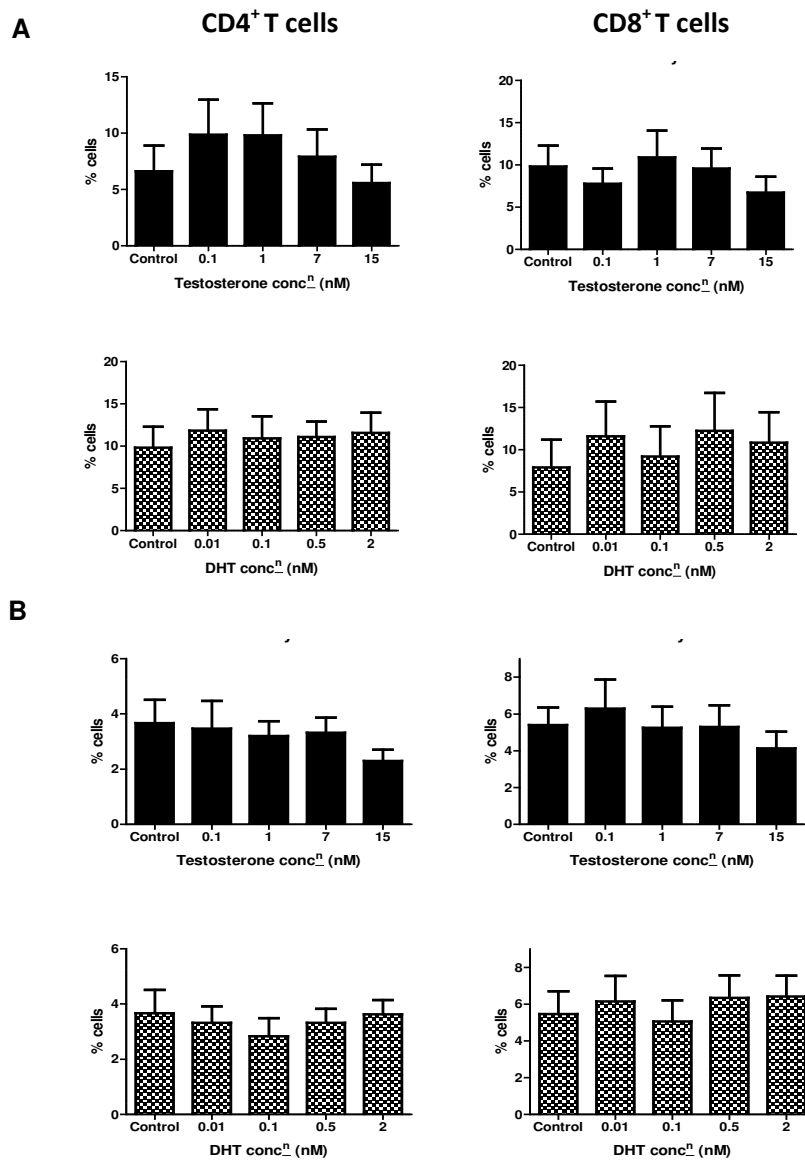 A
CD4+ T cells
CD8+ T cells
15
10
5
0
% cells
Control 0.1 1 7 15
Testosterone concn (nM)
20
15
10
5
0
% cells
Control 0.1 1 7 15
Testosterone concn (nM)
20
15
10
5
0
% cells
Control 0.01 0.1 0.5 2
DHT concn (nM)
20
15
10
5
0
% cells
Control 0.01 0.1 0.5 2
DHT concn (nM)
B
6
4
2
0
% cells
Control 0.1 1 7 15
Testosterone concn (nM)
8
6
4
2
0
% cells
Control 0.1 1 7 15
Testosterone concn (nM)
6
4
2
0
% cells
Control 0.01 0.1 0.5 2
DHT concn (nM)
8
6
4
2
0
% cells
Control 0.01 0.1 0.5 2
DHT concn (nM)